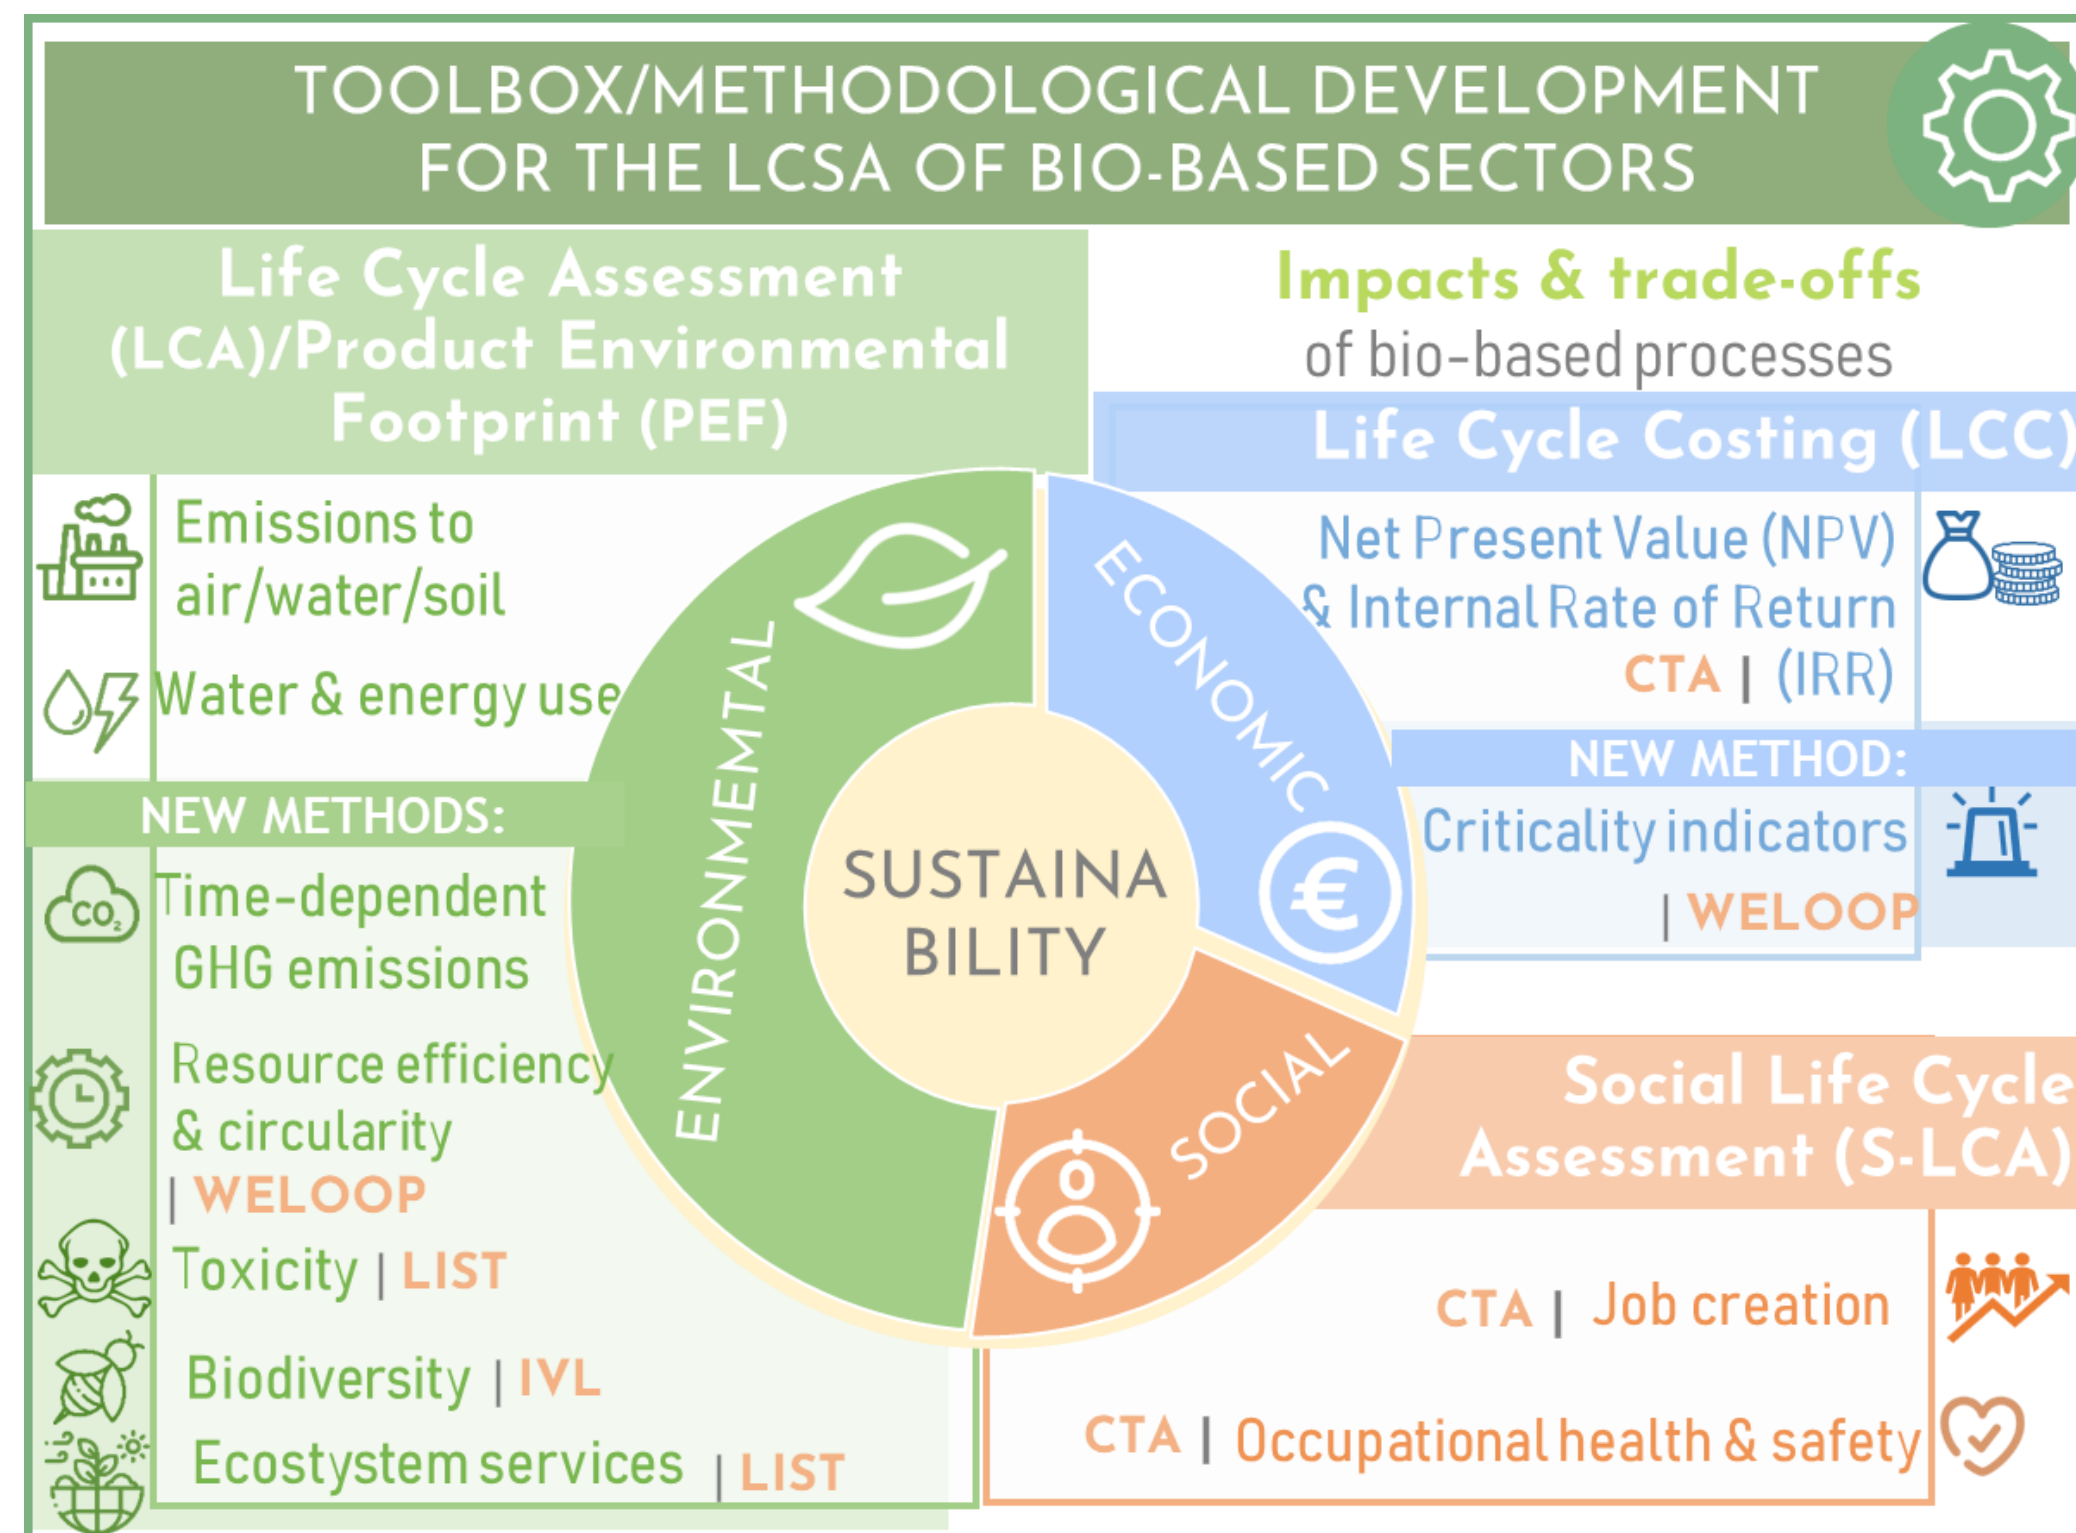 TOOLBOX/METHODOLOGICAL DEVELOPMENT
FOR THE LCSA OF BIO-BASED SECTORS
Life Cycle Assessment
(LCA)/Product Environmental
Footprint (PEF)
Emissions to
air/water/soil
Water & energy use
NEW METHODS:
CO₂
Time-dependent
GHG emissions
Resource efficiency
& circularity
| WELOOP
Toxicity | LIST
Biodiversity | IVL
Ecostystem services | LIST
ENVIRONMEMTAL
SUSTAINA
BILITY
ECONOMIC
€
SOCIAL
Impacts & trade-offs
of bio-based processes
Life Cycle Costing (LCC)
Net Present Value (NPV)
& Internal Rate of Return
CTA | (IRR)
NEW METHOD:
Criticality indicators
| WELOOP
Social Life Cycle
Assessment (S-LCA)
CTA | Job creation
CTA | Occupational health & safety